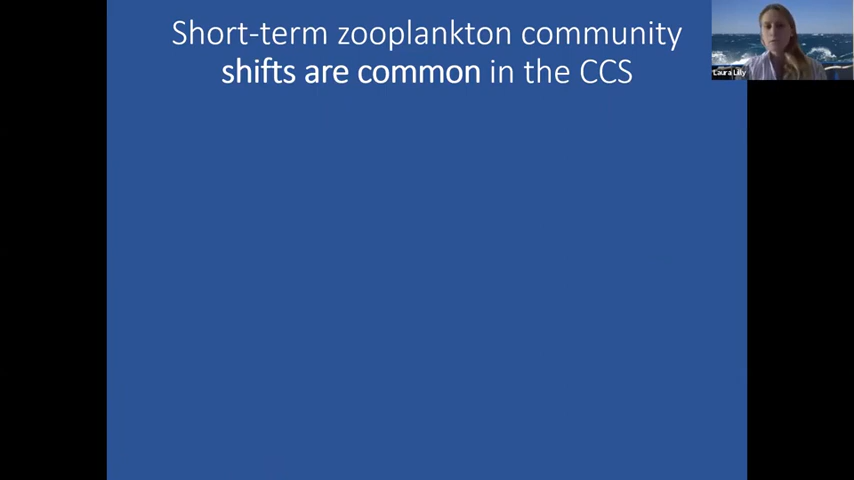 Short-term zooplankton community
shifts are common in the CCS
Laura Lilly